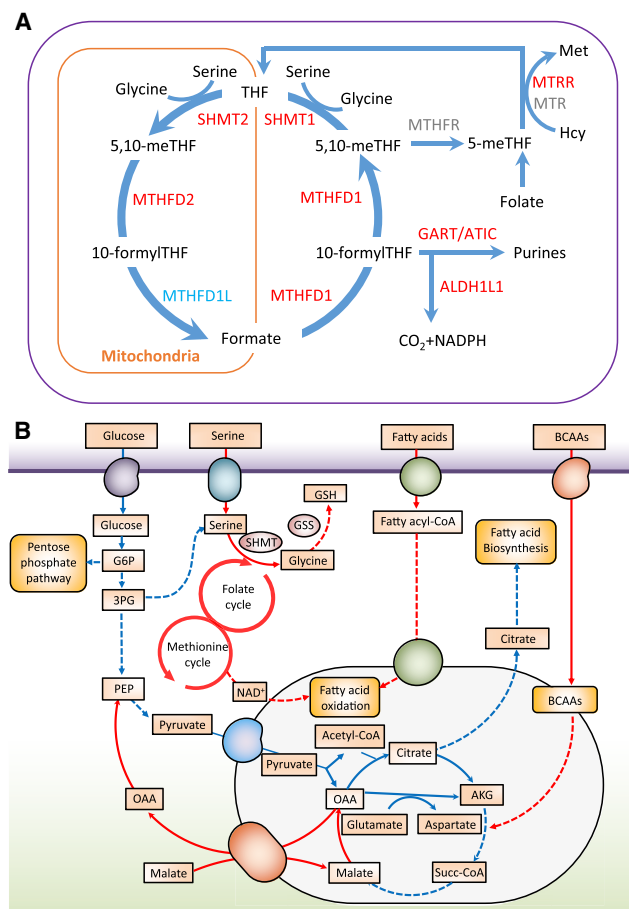 A
Serine
Serine
Met
Glycine
THF
Glycine
MTRR
MTR
SHMT2
SHMT1
Hcy
5,10-meTHF
5,10-meTHF
MTHFR
5-meTHF
MTHFD2
MTHFD1
Folate
GART/ATIC
10-formylTHF
10-formylTHF
Purines
MTHFD1L
MTHFD1
ALDH1L1
Formate
CO2+NADPH
Mitochondria
B
Glucose
Serine
Fatty acids
BCAAs
GSH
Glucose
Serine
GSS
Fatty acyl-CoA
SHMT
Fatty acid
Biosynthesis
Pentose
phosphate
pathway
G6P
Glycine
3PG
Folate
cycle
Citrate
Methionine
cycle
PEP
NAD+
Fatty acid
oxidation
BCAAs
Pyruvate
Acetyl-CoA
Citrate
Pyruvate
OAA
OAA
AKG
Glutamate
Aspartate
Malate
Malate
Succ-CoA